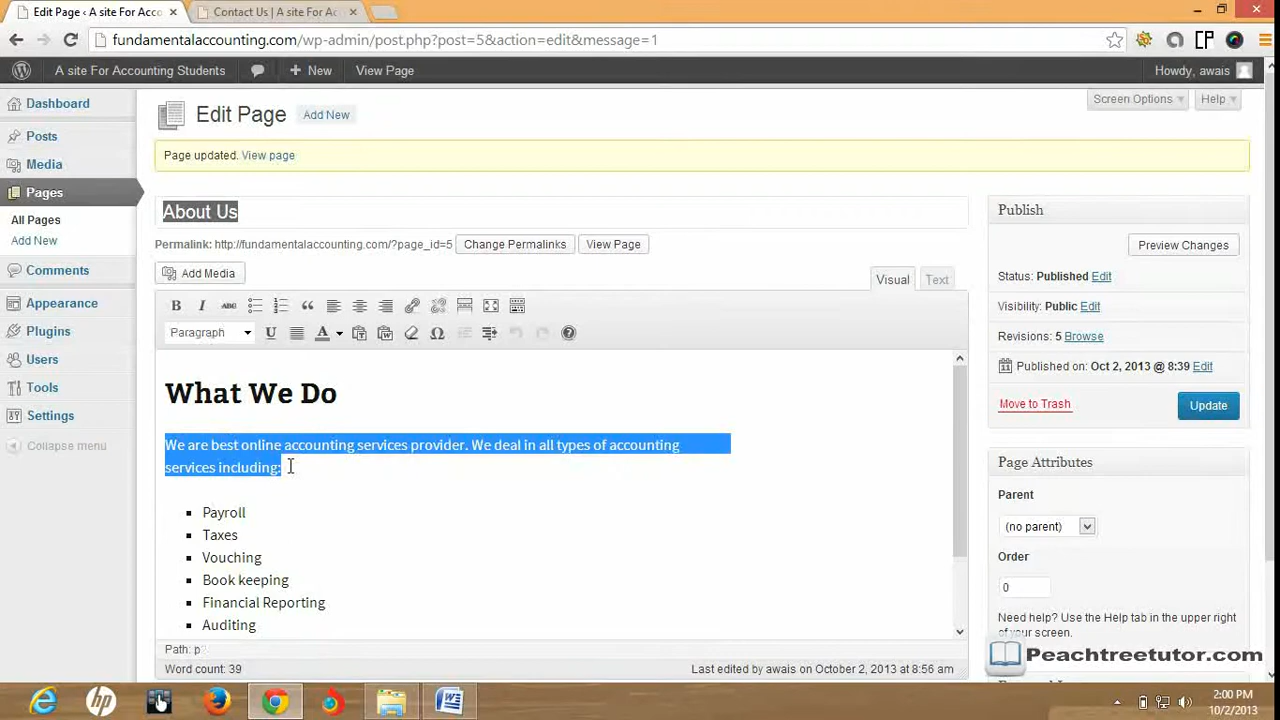 Edit Page ‹ A site For Acco
Contact Us | A site For Ac
fundamentalaccounting.com/wp-admin/post.php?post=5&action=edit&message=1
A site For Accounting Students
New
View Page
Howdy, awais
Dashboard
Posts
Media
Pages
All Pages
Add New
Comments
Appearance
Plugins
Users
Tools
Settings
Collapse menu
Edit Page
Add New
Screen Options
Help
Page updated. View page
About Us
Permalink: http://fundamentalaccounting.com/?page_id=5
Change Permalinks
View Page
Add Media
Visual
Text
B I ABC
Paragraph
U A
What We Do
We are best online accounting services provider. We deal in all types of accounting
services including:
Payroll
Taxes
Vouching
Book keeping
Financial Reporting
Auditing
Path: p
Word count: 39
Last edited by awais on October 2, 2013 at 8:56 am
Publish
Preview Changes
Status: Published Edit
Visibility: Public Edit
Revisions: 5 Browse
Published on: Oct 2, 2013 @ 8:39 Edit
Move to Trash
Update
Page Attributes
Parent
(no parent)
Order
0
Need help? Use the Help tab in the upper right
of your screen.
Peachtreetutor.com
hp
2:00 PM
10/2/2013